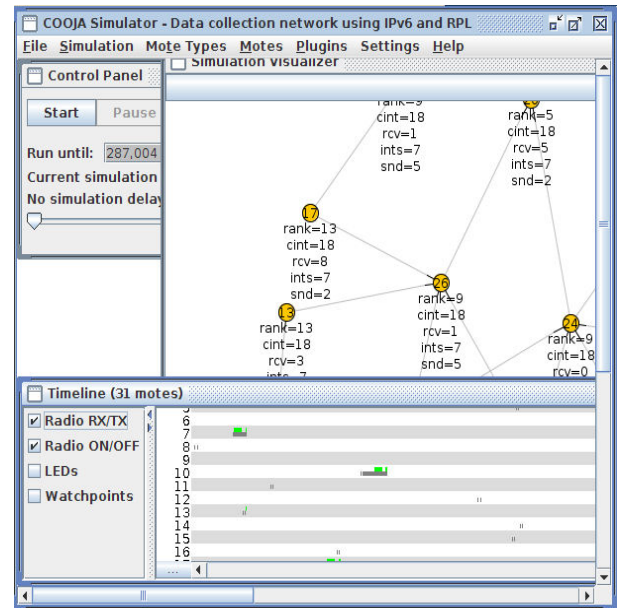 COOJA Simulator - Data collection network using IPv6 and RPL
File Simulation Mote Types Motes Plugins Settings Help
Control Panel
Start Pause
Run until: 287,004
Current simulation
No simulation delay
Simulation Visualizer
rank=9
cint=18
rcv=1
ints=7
snd=5
rank=5
cint=18
rcv=5
ints=7
snd=2
17
rank=13
cint=18
rcv=8
ints=7
snd=2
26
rank=9
cint=18
rcv=1
ints=7
snd=5
13
rank=13
cint=18
rcv=3
ints=7
24
rank=9
cint=18
rcv=0
Timeline (31 motes)
Radio RX/TX
Radio ON/OFF
LEDs
Watchpoints
5
6
7
8
9
10
11
12
13
14
15
16
17
...